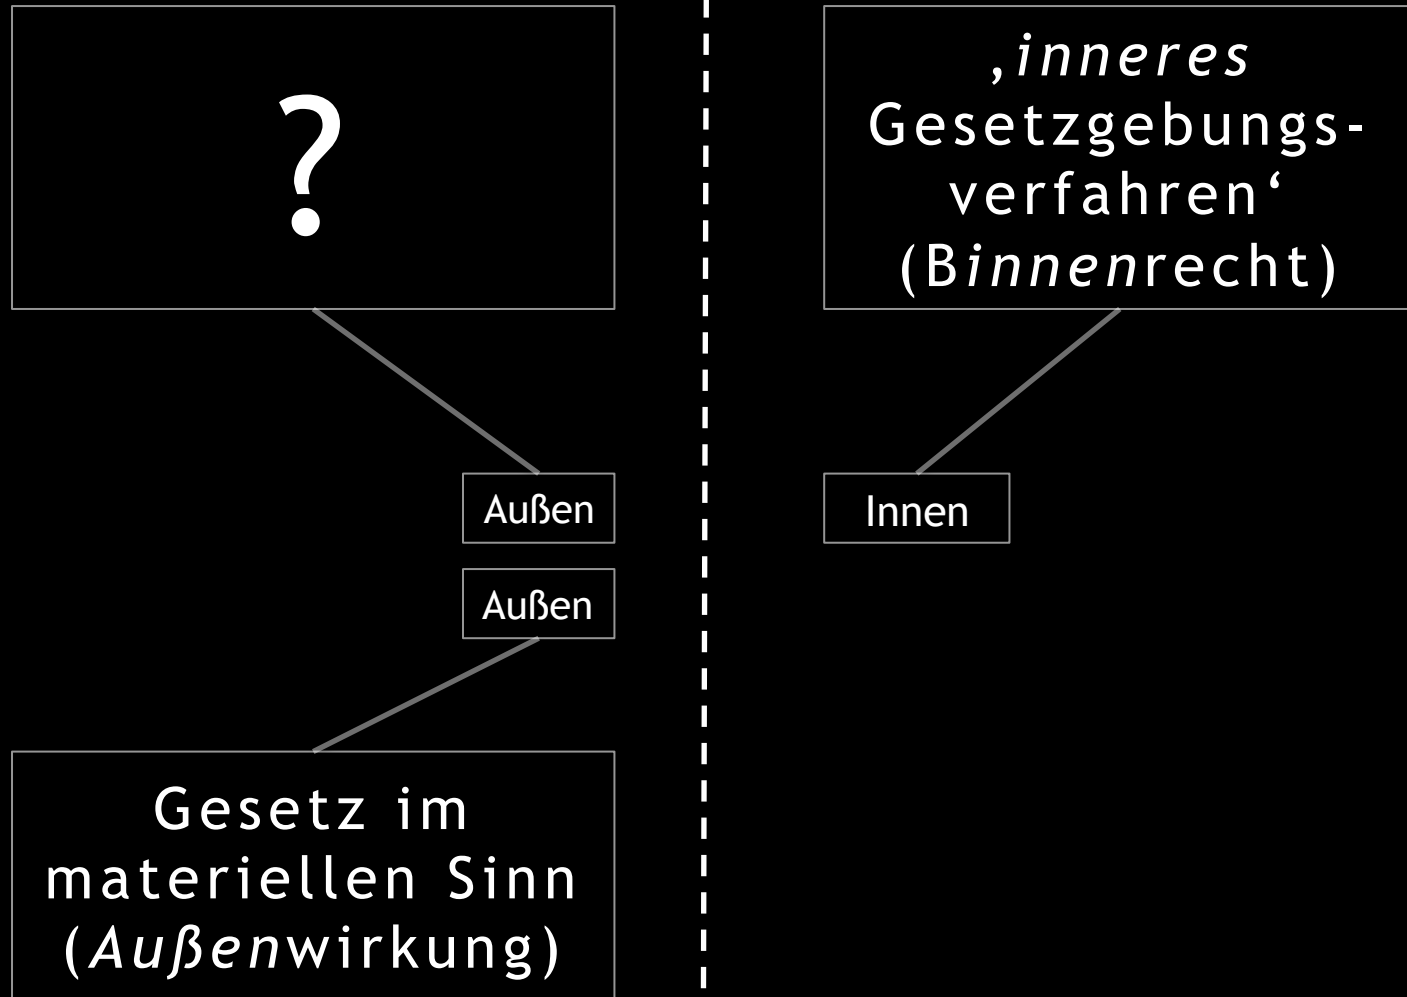 ?
‚inneres
Gesetzgebungs-
verfahren‘
(Binnenrecht)
Außen
Innen
Außen
Gesetz im
materiellen Sinn
(Außenwirkung)